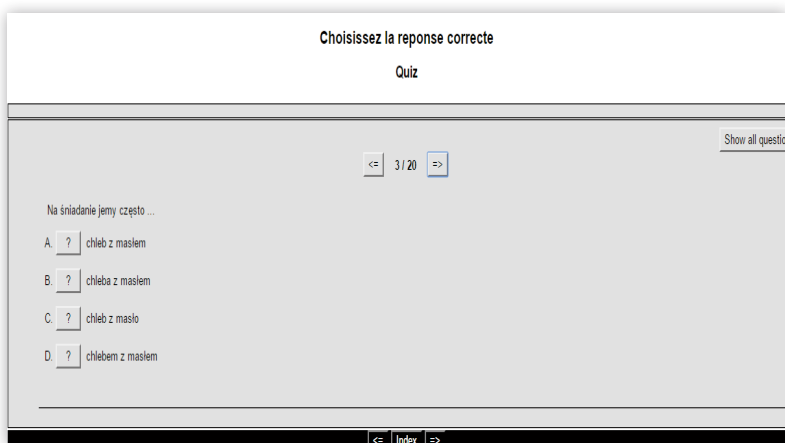 Choisissez la reponse correcte
Quiz
Show all questio
<= 3 / 20 =>
Na śniadanie jemy często ...
A. ? chleb z masłem
B. ? chleba z masłem
C. ? chleb z masło
D. ? chlebem z masłem
<= Index =>